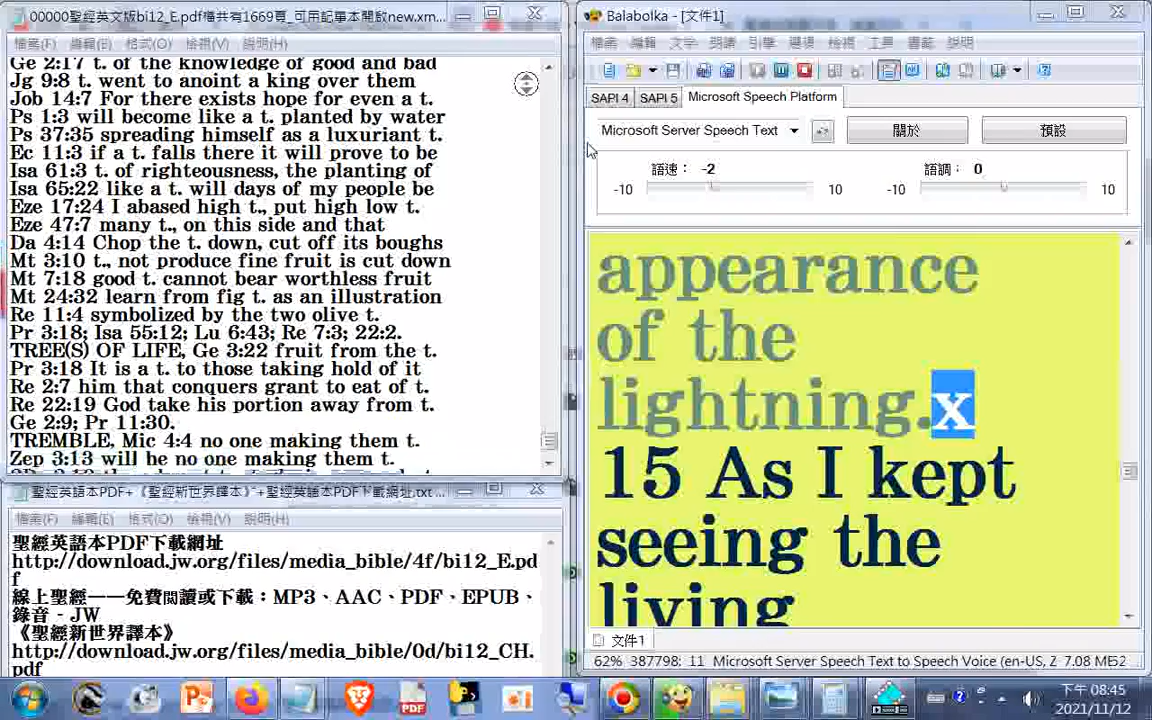 00000聖經英文版bi12_E.pdf檔共有1669頁_可用記事本開啟new.xm...
檔案(F) 編輯(E) 格式(O) 檢視(V) 說明(H)
Ge 2:17 t. of the knowledge of good and bad
Jg 9:8 t. went to anoint a king over them
Job 14:7 For there exists hope for even a t.
Ps 1:3 will become like a t. planted by water
Ps 37:35 spreading himself as a luxuriant t.
Ec 11:3 if a t. falls there it will prove to be
Isa 61:3 t. of righteousness, the planting of
Isa 65:22 like a t. will days of my people be
Eze 17:24 I abased high t., put high low t.
Eze 47:7 many t., on this side and that
Da 4:14 Chop the t. down, cut off its boughs
Mt 3:10 t., not produce fine fruit is cut down
Mt 7:18 good t. cannot bear worthless fruit
Mt 24:32 learn from fig t. as an illustration
Re 11:4 symbolized by the two olive t.
Pr 3:18; Isa 55:12; Lu 6:43; Re 7:3; 22:2.
TREE(S) OF LIFE, Ge 3:22 fruit from the t.
Pr 3:18 It is a t. to those taking hold of it
Re 2:7 him that conquers grant to eat of t.
Re 22:19 God take his portion away from t.
Ge 2:9; Pr 11:30.
TREMBLE, Mic 4:4 no one making them t.
Zep 3:13 will be no one making them t.
聖經英語本PDF+《聖經新世界譯本》"+聖經英語本PDF下載網址.txt ...
檔案(F) 編輯(E) 格式(O) 檢視(V) 說明(H)
聖經英語本PDF下載網址
http://download.jw.org/files/media_bible/4f/bi12_E.pd
f
線上聖經——免費閱讀或下載：MP3、AAC、PDF、EPUB、
錄音 - JW
《聖經新世界譯本》
http://download.jw.org/files/media_bible/0d/bi12_CH.
pdf
Balabolka - [文件1]
檔案 編輯 文字 朗讀 引擎 選項 檢視 工具 書籤 說明
SAPI 4 SAPI 5 Microsoft Speech Platform
Microsoft Server Speech Text 關於 預設
語速： -2 語調： 0
-10 10 -10 10
appearance
of the
lightning.x
15 As I kept
seeing the
living
文件1
62% 387798: 11 Microsoft Server Speech Text to Speech Voice (en-US, Z 7.08 ME52
下午 08:45
2021/11/12